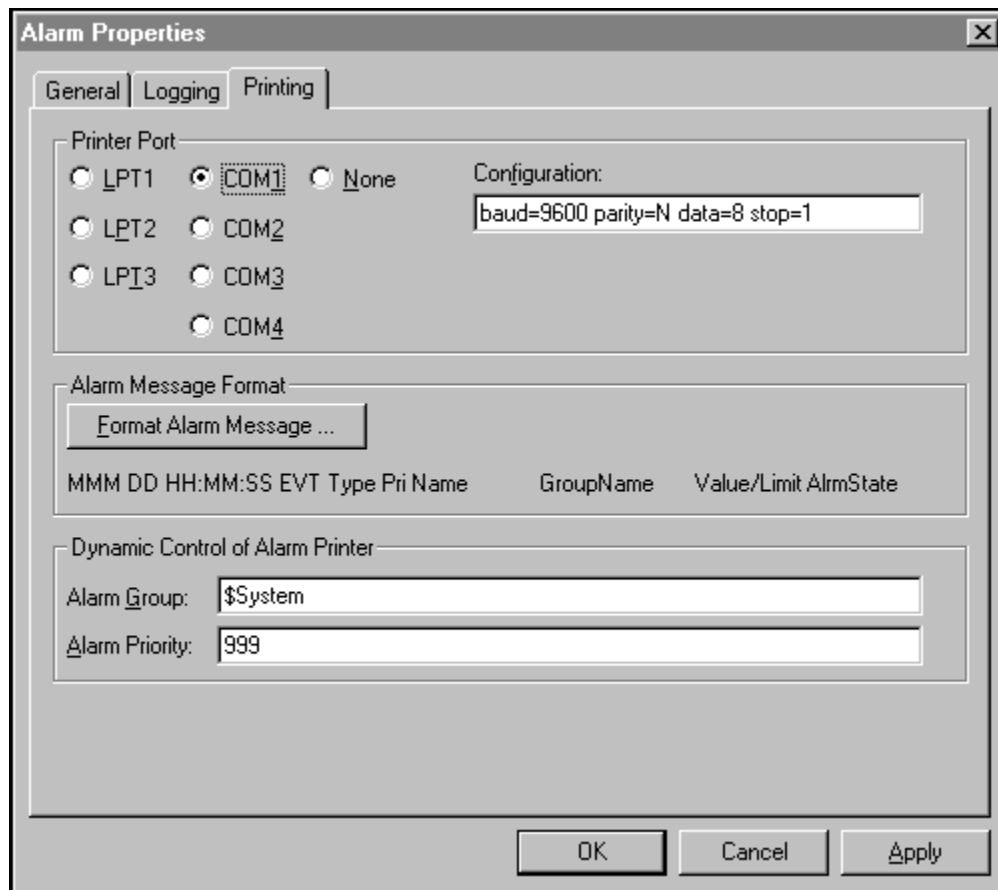 Alarm Properties
General Logging Printing
Printer Port
LPT1 COM1 None Configuration:
baud=9600 parity=N data=8 stop=1
LPT2 COM2
LPT3 COM3
COM4
Alarm Message Format
Format Alarm Message ...
MMM DD HH:MM:SS EVT Type Pri Name GroupName Value/Limit AlrmState
Dynamic Control of Alarm Printer
Alarm Group: $System
Alarm Priority: 999
OK Cancel Apply